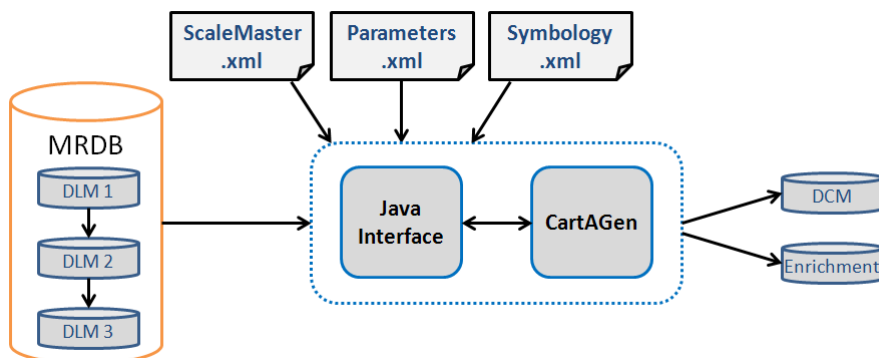 ScaleMaster
.xml
Parameters
.xml
Symbology
.xml
MRDB
DLM 1
DLM 2
DLM 3
Java
Interface
CartAGen
DCM
Enrichment